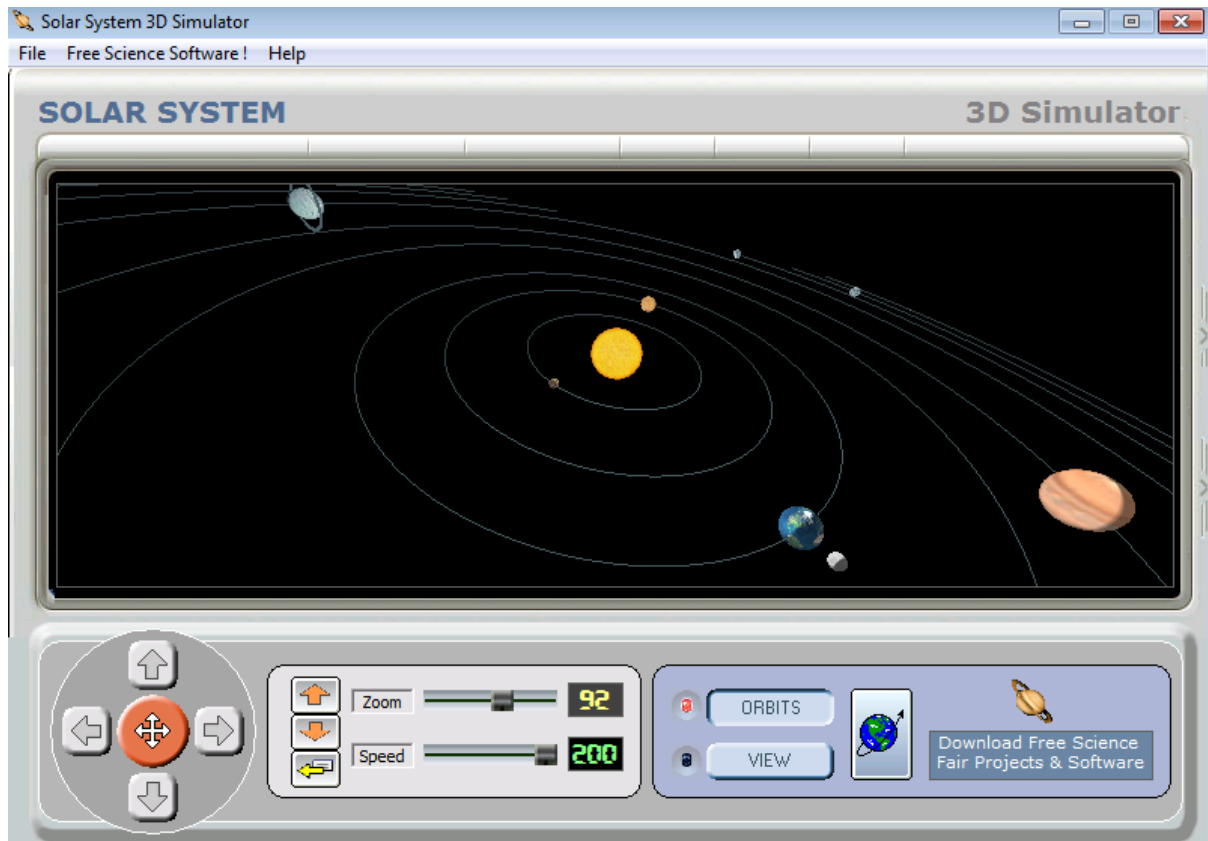 Solar System 3D Simulator
File Free Science Software ! Help
SOLAR SYSTEM 3D Simulator
Zoom 92
Speed 200
ORBITS
VIEW
Download Free Science
Fair Projects & Software